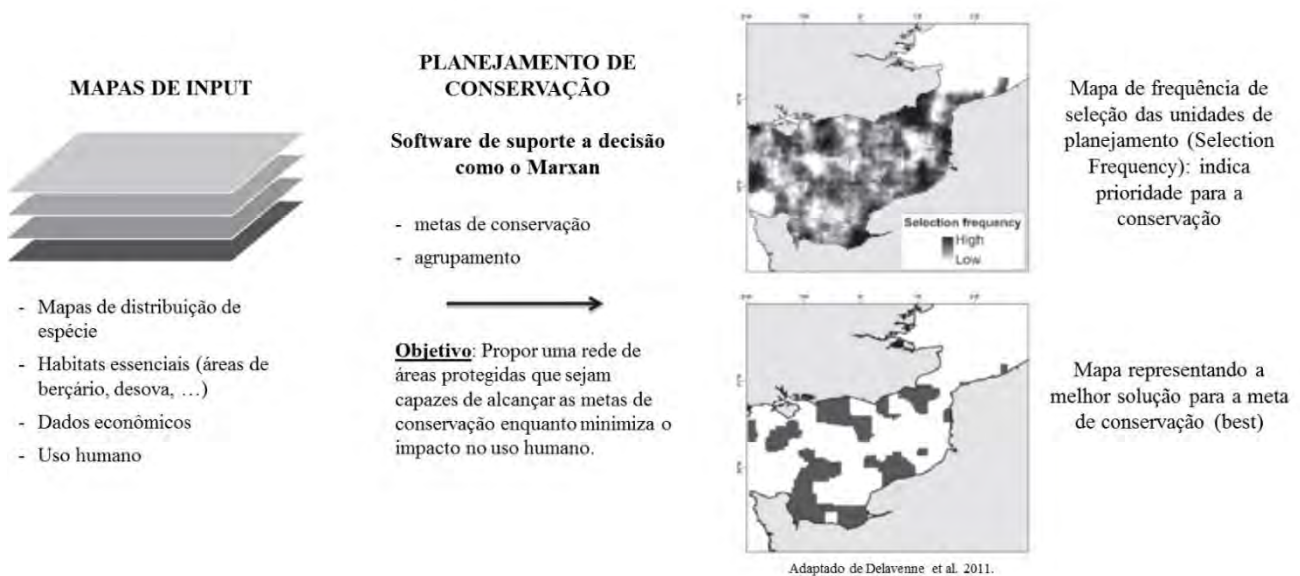 MAPAS DE INPUT
- Mapas de distribuição de
espécie
- Habitats essenciais (áreas de
berçário, desova, …)
- Dados econômicos
- Uso humano
PLANEJAMENTO DE
CONSERVAÇÃO
Software de suporte a decisão
como o Marxan
- metas de conservação
- agrupamento
Objetivo: Propor uma rede de
áreas protegidas que sejam
capazes de alcançar as metas de
conservação enquanto minimiza o
impacto no uso humano.
Selection frequency
High
Low
Mapa de frequência de
seleção das unidades de
planejamento (Selection
Frequency): indica
prioridade para a
conservação
Mapa representando a
melhor solução para a meta
de conservação (best)
Adaptado de Delavenne et al. 2011.